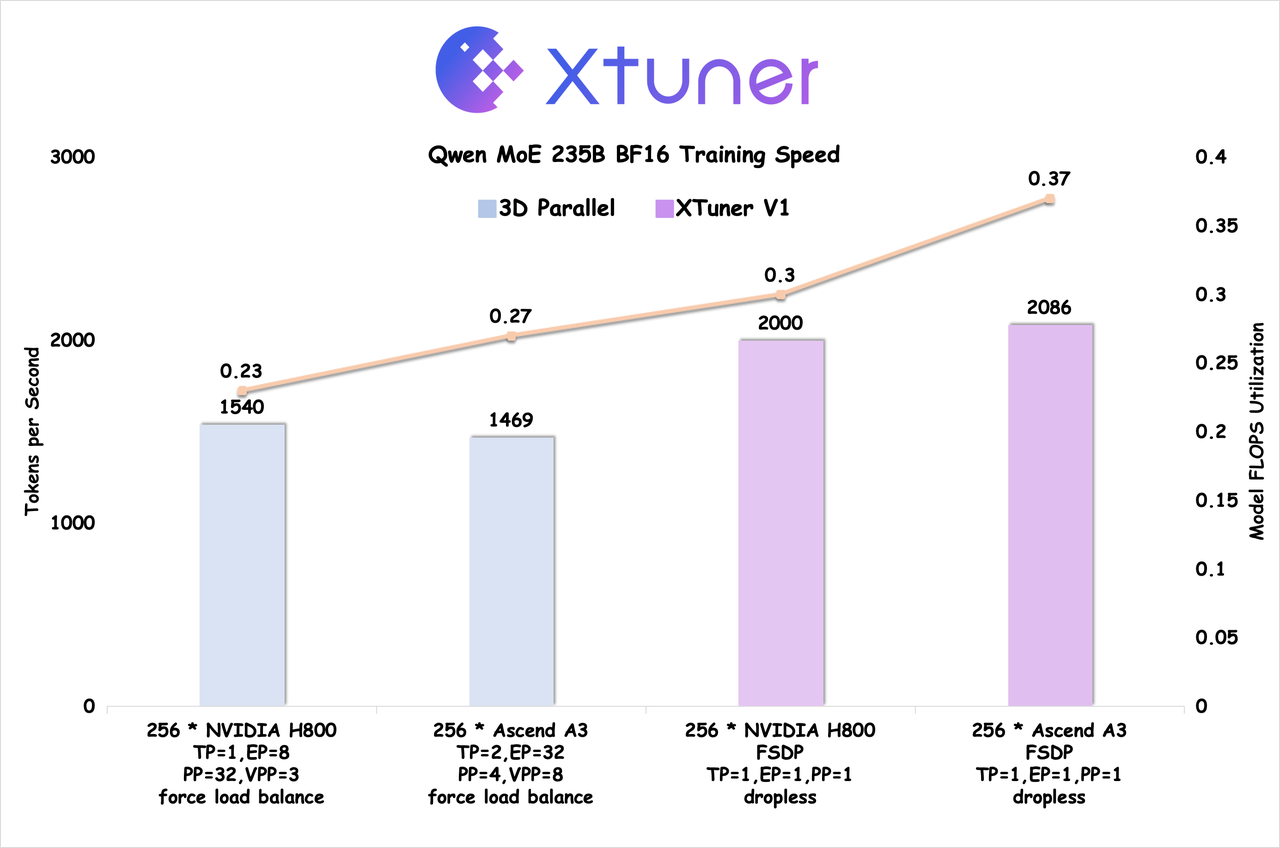 Xtuner
Qwen MoE 235B BF16 Training Speed
3D Parallel
XTuner V1
Tokens per Second
3000
2000
1000
0
Model FLOPS Utilization
0.4
0.35
0.3
0.25
0.2
0.15
0.1
0.05
0
0.23
0.27
0.3
0.37
1540
1469
2000
2086
256 * NVIDIA H800
TP=1,EP=8
PP=32,VPP=3
force load balance
256 * Ascend A3
TP=2,EP=32
PP=4,VPP=8
force load balance
256 * NVIDIA H800
FSDP
TP=1,EP=1,PP=1
dropless
256 * Ascend A3
FSDP
TP=1,EP=1,PP=1
dropless